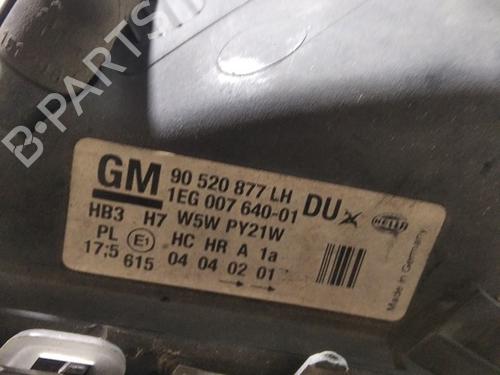 B-PARTS
GM 90 520 877 LH
1EG 007 640-01 DU
HB3 H7 W5W PY21W
PL E1 HC HR A 1a
17;5 615 04 04 02 01
HELLA
Made in Germany